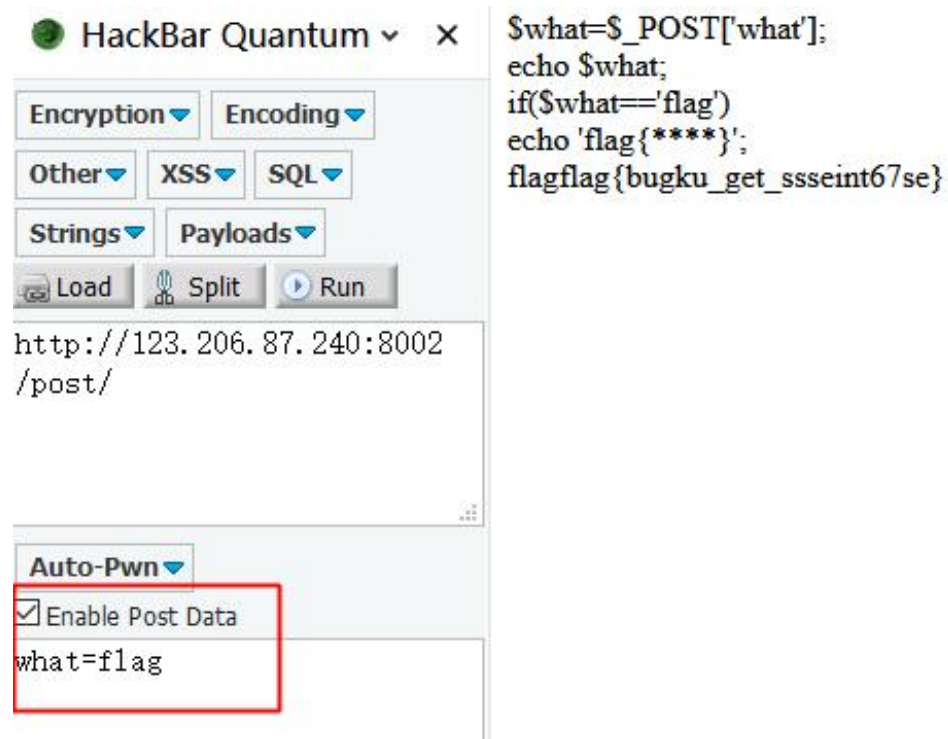 HackBar Quantum
Encryption Encoding
Other XSS SQL
Strings Payloads
Load Split Run
http://123.206.87.240:8002
/post/
Auto-Pwn
Enable Post Data
what=flag
$what=$_POST['what'];
echo $what;
if($what=='flag')
echo 'flag{****}';
flagflag{bugku_get_ssseint67se}